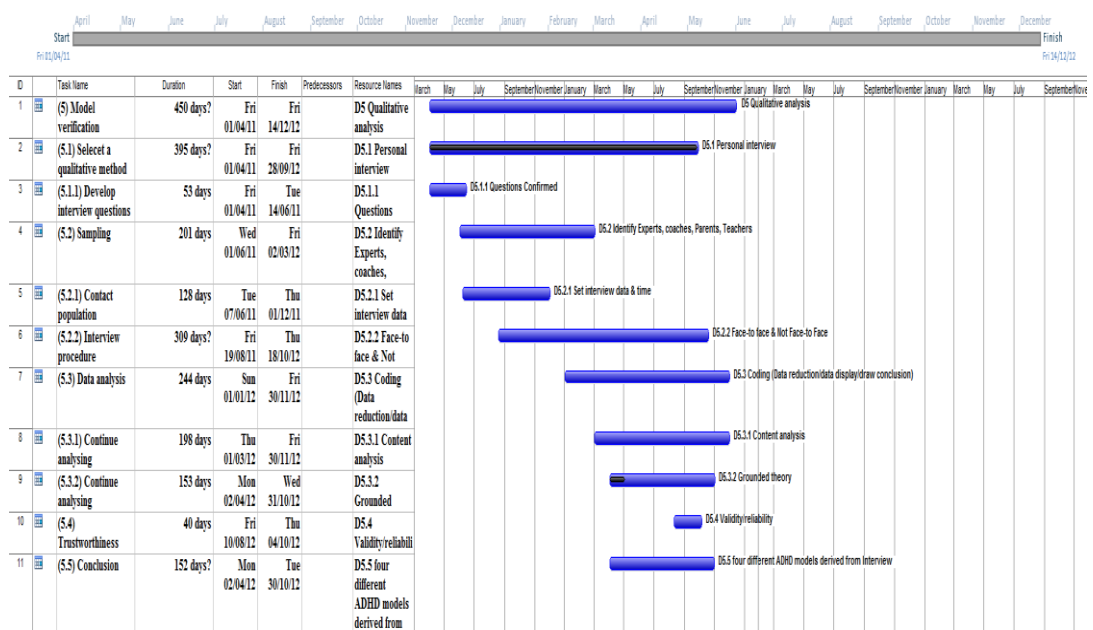 April May June July August September October November December January February March April May June July August September October November December
Start Finish
Fri 01/04/11 Fri 14/12/12
ID Task Name Duration Start Finish Predecessors Resource Names March May July September November January March May July September November January March May July September November January March May July September Nove
1 (5) Model 450 days? Fri Fri D5 Qualitative D5 Qualitative analysis
verification 01/04/11 14/12/12 analysis
2 (5.1) Selecet a 395 days? Fri Fri D5.1 Personal D5.1 Personal interview
qualitative method 01/04/11 28/09/12 interview
3 (5.1.1) Develop 53 days Fri Tue D5.1.1 D5.1.1 Questions Confirmed
interview questions 01/04/11 14/06/11 Questions
4 (5.2) Sampling 201 days Wed Fri D5.2 Identify D5.2 Identify Experts, coaches, Parents, Teachers
01/06/11 02/03/12 Experts,
coaches,
5 (5.2.1) Contact 128 days Tue Thu D5.2.1 Set D5.2.1 Set interview data & time
population 07/06/11 01/12/11 interview data
6 (5.2.2) Interview 309 days? Fri Thu D5.2.2 Face-to D5.2.2 Face-to face & Not Face-to Face
procedure 19/08/11 18/10/12 face & Not
7 (5.3) Data analysis 244 days Sun Fri D5.3 Coding D5.3 Coding (Data reduction/data display/draw conclusion)
01/01/12 30/11/12 (Data
reduction/data
8 (5.3.1) Continue 198 days Thu Fri D5.3.1 Content D5.3.1 Content analysis
analysing 01/03/12 30/11/12 analysis
9 (5.3.2) Continue 153 days Mon Wed D5.3.2 D5.3.2 Grounded theory
analysing 02/04/12 31/10/12 Grounded
10 (5.4) 40 days Fri Thu D5.4 D5.4 Validity/reliability
Trustworthiness 10/08/12 04/10/12 Validity/reliabili
11 (5.5) Conclusion 152 days? Mon Tue D5.5 four D5.5 four different ADHD models derived from Interview
02/04/12 30/10/12 different
ADHD models
derived from